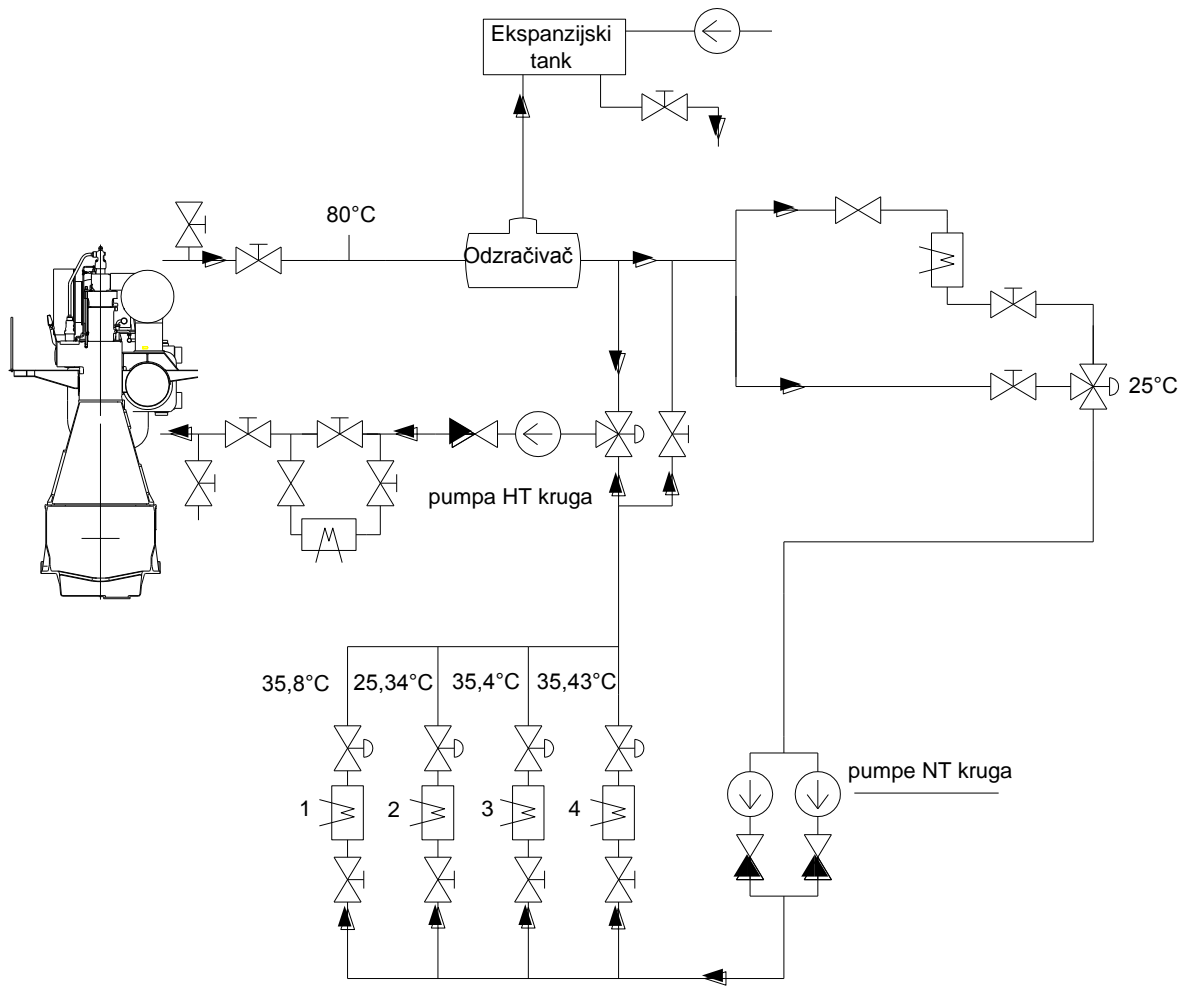 Ekspanzijski
tank
80°C
Odzračivač
25°C
pumpa HT kruga
35,8°C
25,34°C
35,4°C
35,43°C
pumpe NT kruga
1
2
3
4